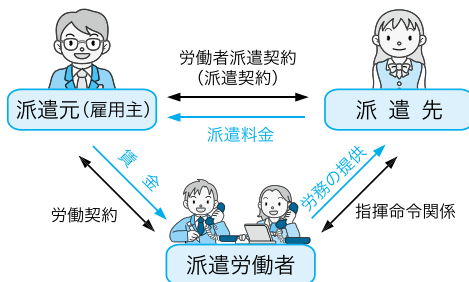 労働者派遣契約
（派遣契約）
派遣元（雇用主）
派遣先
派遣料金
賃金
労務の提供
労働契約
指揮命令関係
派遣労働者